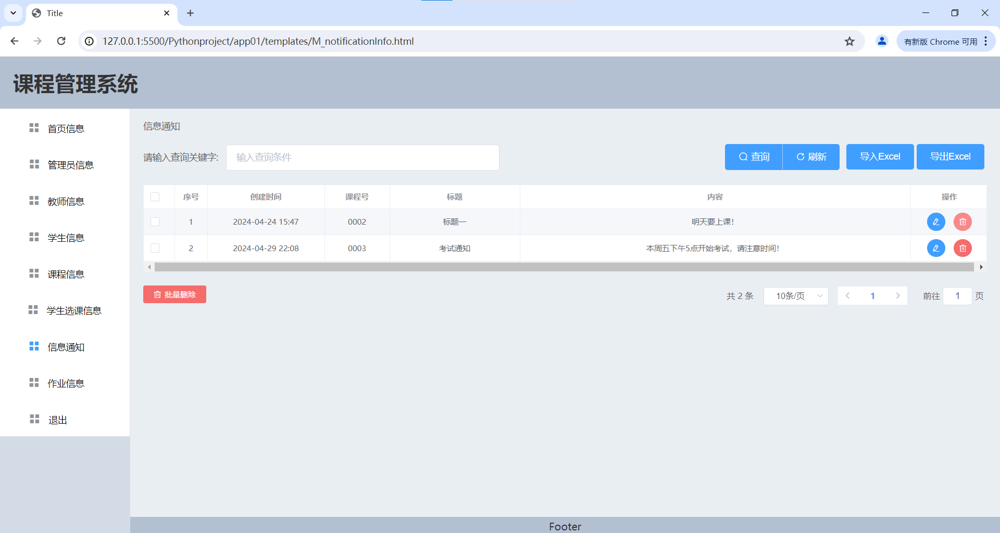 Title
127.0.0.1:5500/Pythonproject/app01/templates/M_notificationInfo.html
有新版 Chrome 可用
课程管理系统
首页信息
管理员信息
教师信息
学生信息
课程信息
学生选课信息
信息通知
作业信息
退出
信息通知
请输入查询关键字: 输入查询条件 查询 刷新 导入Excel 导出Excel
序号 创建时间 课程号 标题 内容 操作
1 2024-04-24 15:47 0002 标题一 明天要上课！
2 2024-04-29 22:08 0003 考试通知 本周五下午5点开始考试，请注意时间！
批量删除 共 2 条 10条/页 1 前往 1 页
Footer